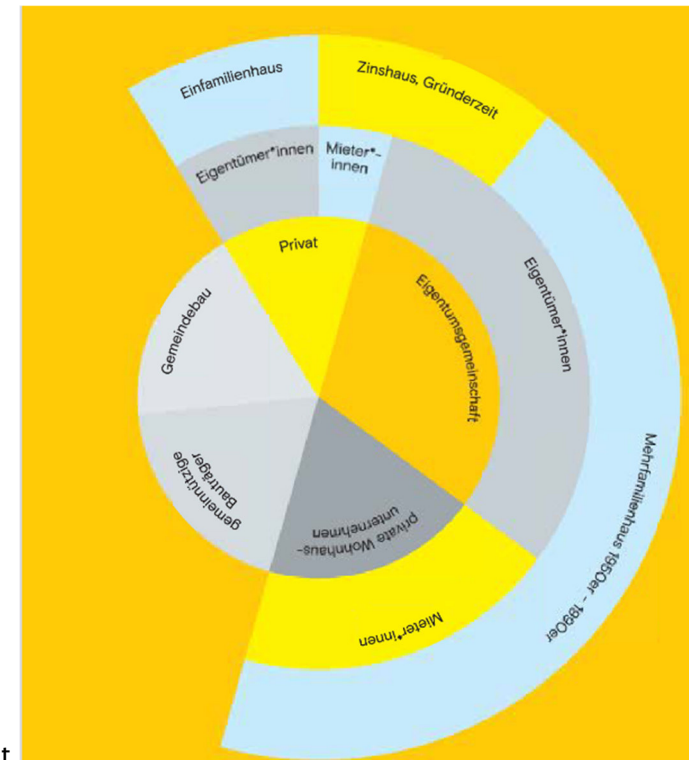 Einfamilienhaus
Zinshaus, Gründerzeit
Eigentümer*innen
Mieter*-
innen
Privat
Eigentumsgemeinschaft
Eigentümer*innen
Gemeindebau
gemeinnützige
Bauträger
private Wohnhaus-
unternehmen
Mieter*innen
Mehrfamilienhaus 1950er - 1990er
t